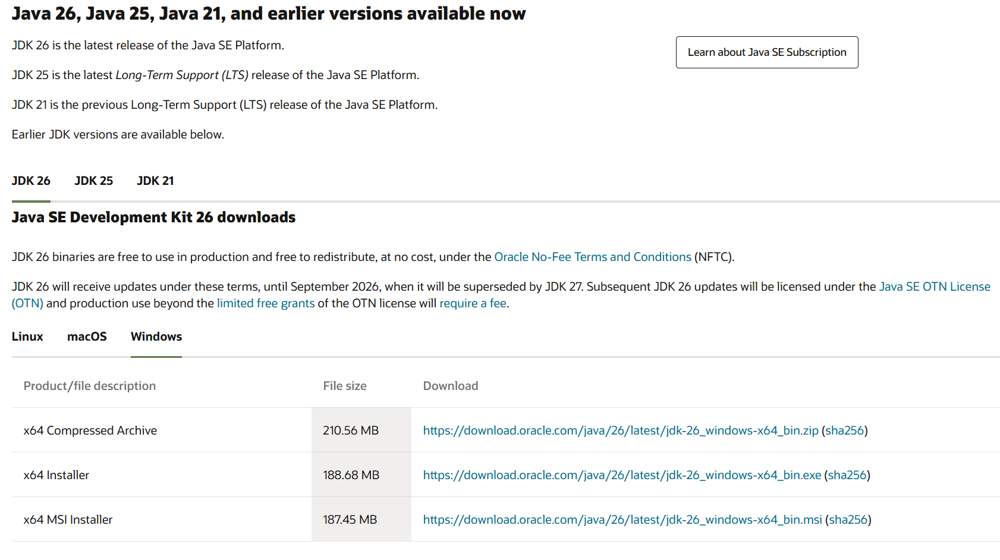 Java 26, Java 25, Java 21, and earlier versions available now
JDK 26 is the latest release of the Java SE Platform.
Learn about Java SE Subscription
JDK 25 is the latest Long-Term Support (LTS) release of the Java SE Platform.
JDK 21 is the previous Long-Term Support (LTS) release of the Java SE Platform.
Earlier JDK versions are available below.
JDK 26 JDK 25 JDK 21
Java SE Development Kit 26 downloads
JDK 26 binaries are free to use in production and free to redistribute, at no cost, under the Oracle No-Fee Terms and Conditions (NFTC).
JDK 26 will receive updates under these terms, until September 2026, when it will be superseded by JDK 27. Subsequent JDK 26 updates will be licensed under the Java SE OTN License
(OTN) and production use beyond the limited free grants of the OTN license will require a fee.
Linux macOS Windows
Product/file description File size Download
x64 Compressed Archive 210.56 MB https://download.oracle.com/java/26/latest/jdk-26_windows-x64_bin.zip (sha256)
x64 Installer 188.68 MB https://download.oracle.com/java/26/latest/jdk-26_windows-x64_bin.exe (sha256)
x64 MSI Installer 187.45 MB https://download.oracle.com/java/26/latest/jdk-26_windows-x64_bin.msi (sha256)